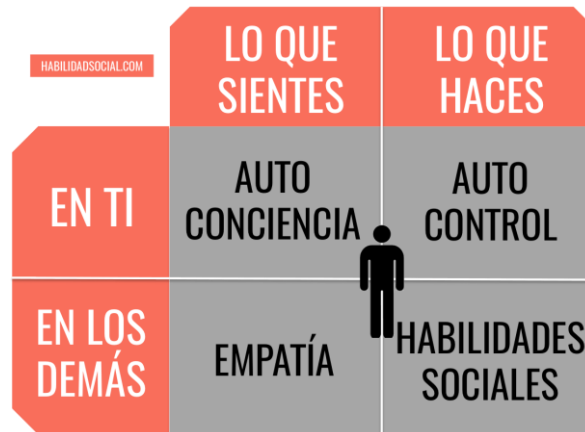 HABILIDADSOCIAL.COM
LO QUE
SIENTES
LO QUE
HACES
EN TI
AUTO
CONCIENCIA
AUTO
CONTROL
EN LOS
DEMÁS
EMPATÍA
HABILIDADES
SOCIALES